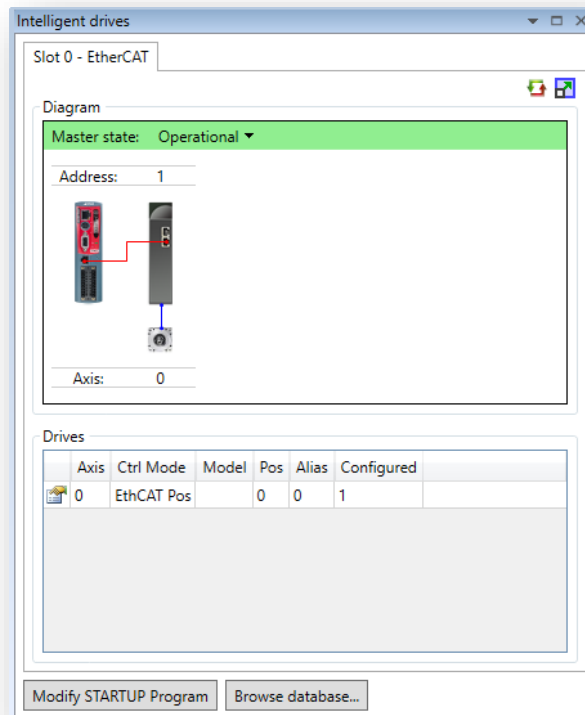 Intelligent drives
Slot 0 - EtherCAT
Diagram
Master state: Operational
Address: 1
Axis: 0
Drives
Axis Ctrl Mode Model Pos Alias Configured
0 EthCAT Pos 0 0 1
Modify STARTUP Program Browse database...